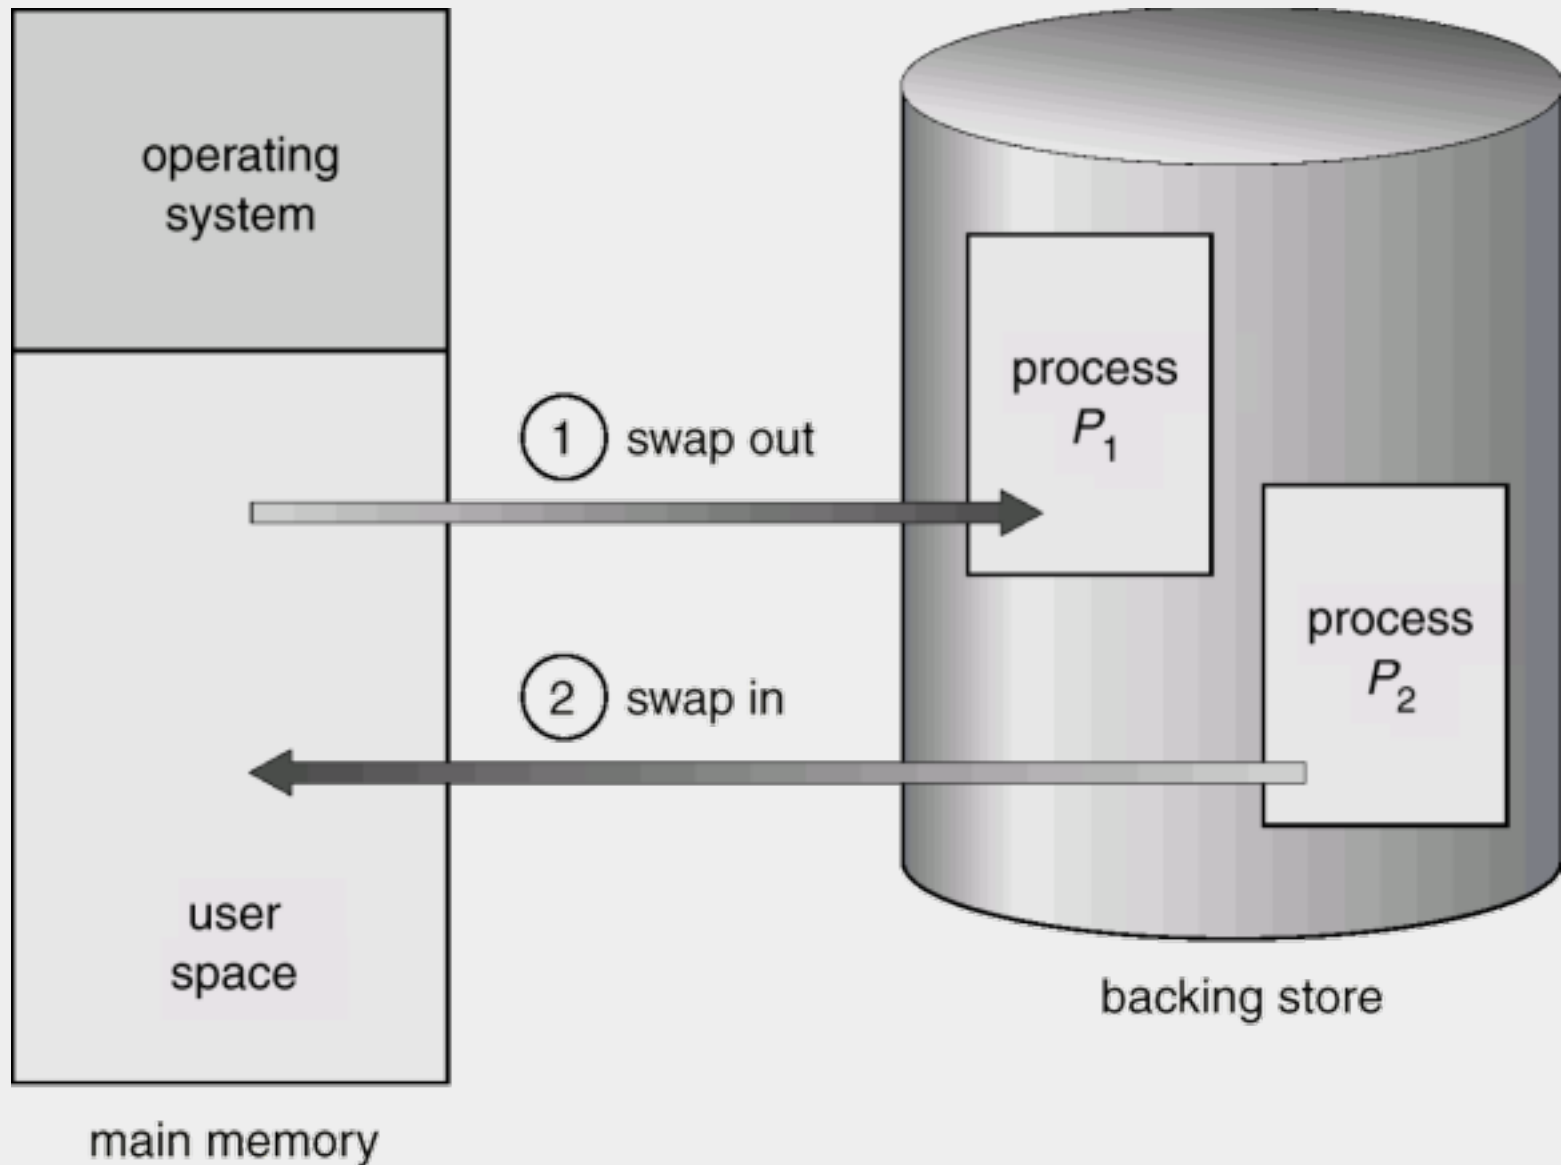 operating
system
process
P1
1 swap out
process
P2
2 swap in
user
space
backing store
main memory